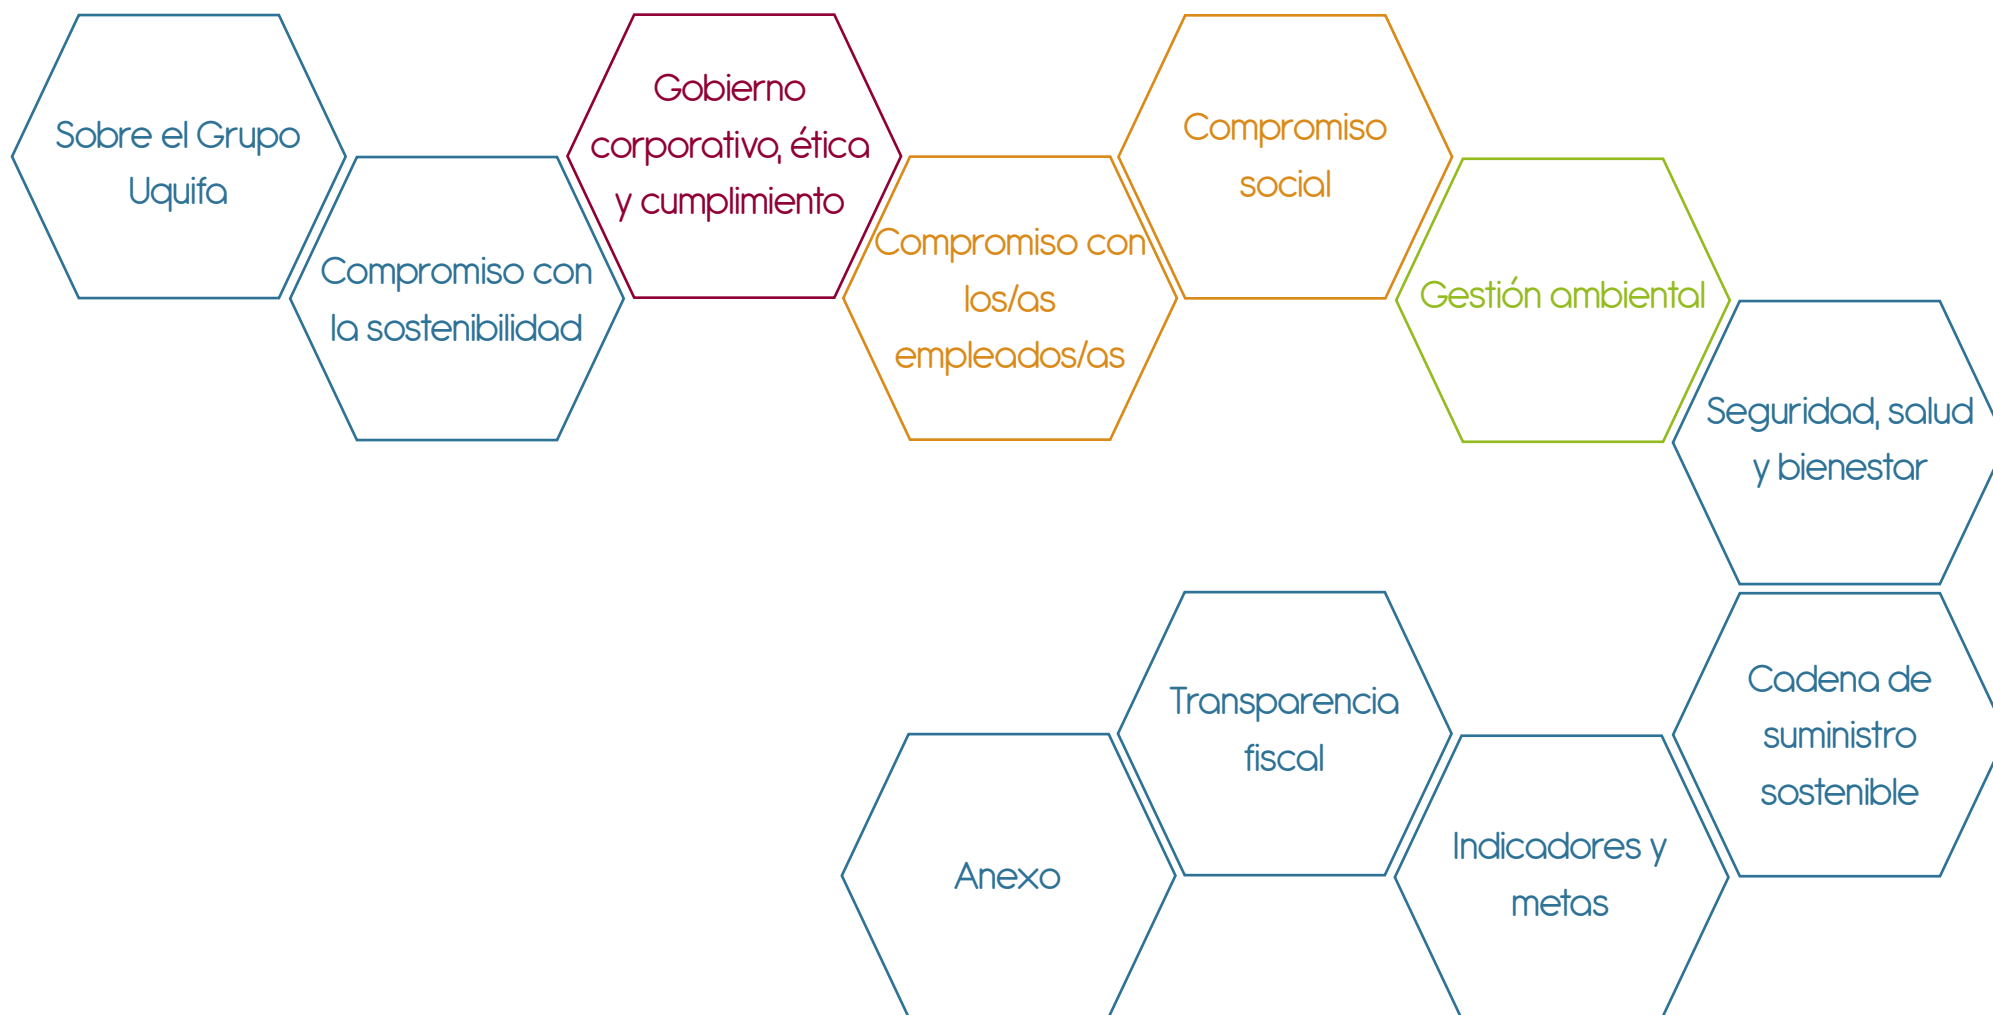 Sobre el Grupo
Uquifa
Compromiso con
la sostenibilidad
Gobierno
corporativo, ética
y cumplimiento
Compromiso con
los/as
empleados/as
Compromiso
social
Gestión ambiental
Seguridad, salud
y bienestar
Cadena de
suministro
sostenible
Indicadores y
metas
Transparencia
fiscal
Anexo